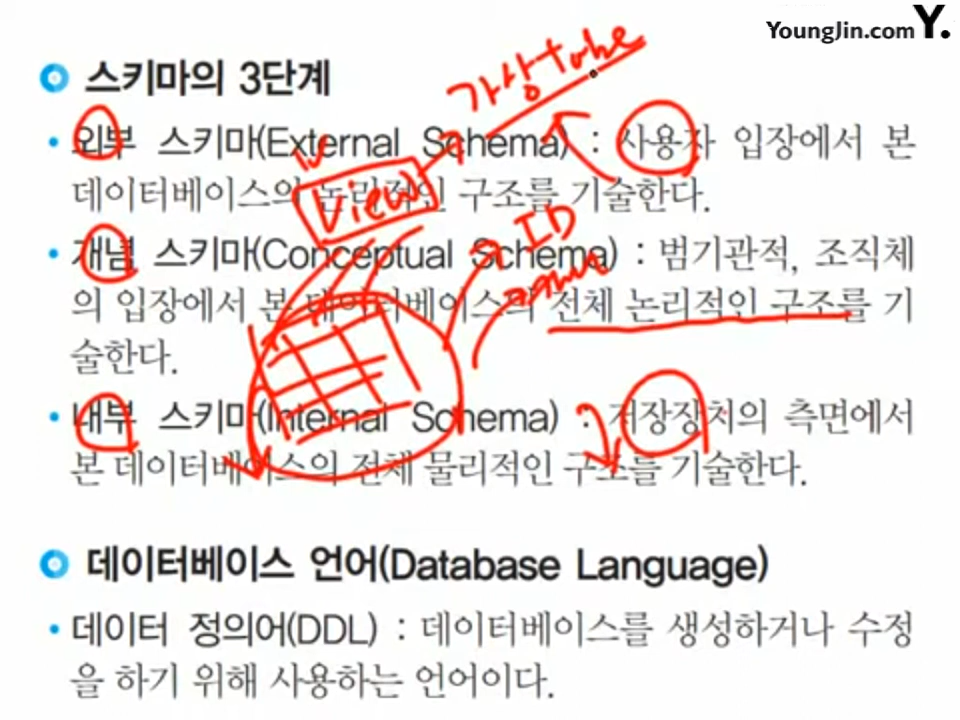 YoungJin.com Y.
스키마의 3단계
가상table
• 외부 스키마(External Schema) : 사용자 입장에서 본
데이터베이스의 논리적인 구조를 기술한다.
View
ID
• 개념 스키마(Conceptual Schema) : 범기관적, 조직체
의 입장에서 본 데이터베이스의 전체 논리적인 구조를 기
술한다.
• 내부 스키마(Internal Schema) : 저장장치의 측면에서
본 데이터베이스의 전체 물리적인 구조를 기술한다.
데이터베이스 언어(Database Language)
• 데이터 정의어(DDL) : 데이터베이스를 생성하거나 수정
을 하기 위해 사용하는 언어이다.